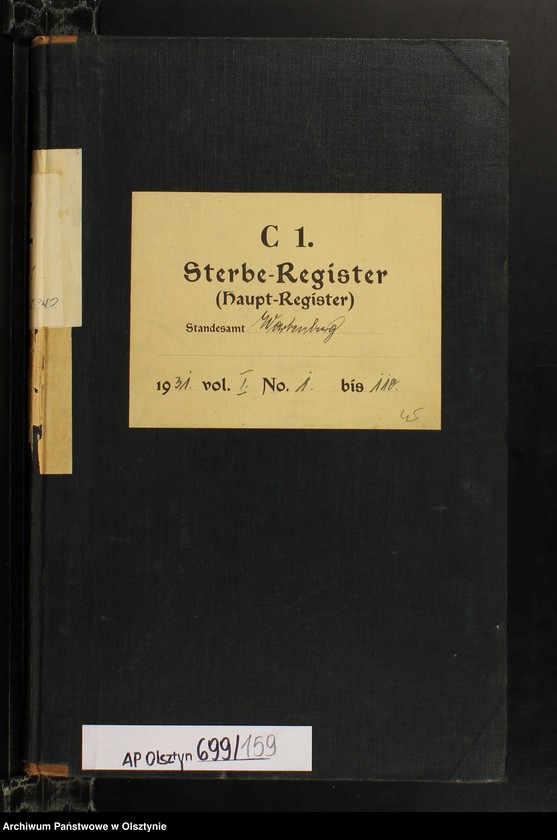 C 1.
Sterbe-Register
(Haupt-Register)
Standesamt Wartenburg
1931. vol. I. No. 1. bis 110.
45
AP Olsztyn 699/159
Archiwum Państwowe w Olsztynie